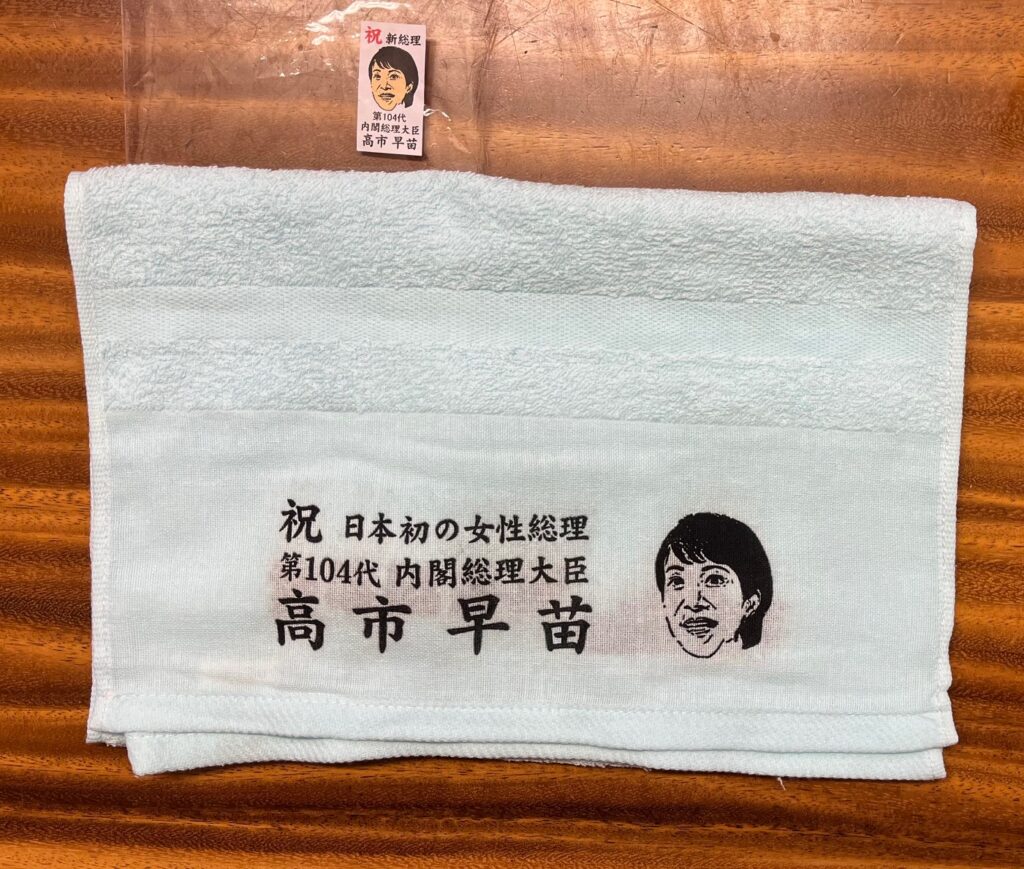 祝 新総理
第104代
内閣総理大臣
高市 早苗
祝 日本初の女性総理
第104代 内閣総理大臣
高市早苗